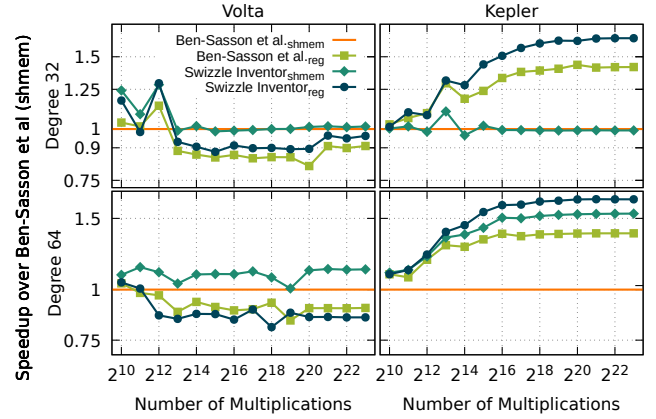 Volta
Kepler
Speedup over Ben-Sasson et al (shmem)
Degree 32
1.5
1.25
1
0.9
0.75
Ben-Sasson et al.shmem
Ben-Sasson et al.reg
Swizzle Inventorshmem
Swizzle Inventorreg
Degree 64
1.5
1
0.75
2^10 2^12 2^14 2^16 2^18 2^20 2^22
2^10 2^12 2^14 2^16 2^18 2^20 2^22
Number of Multiplications
Number of Multiplications